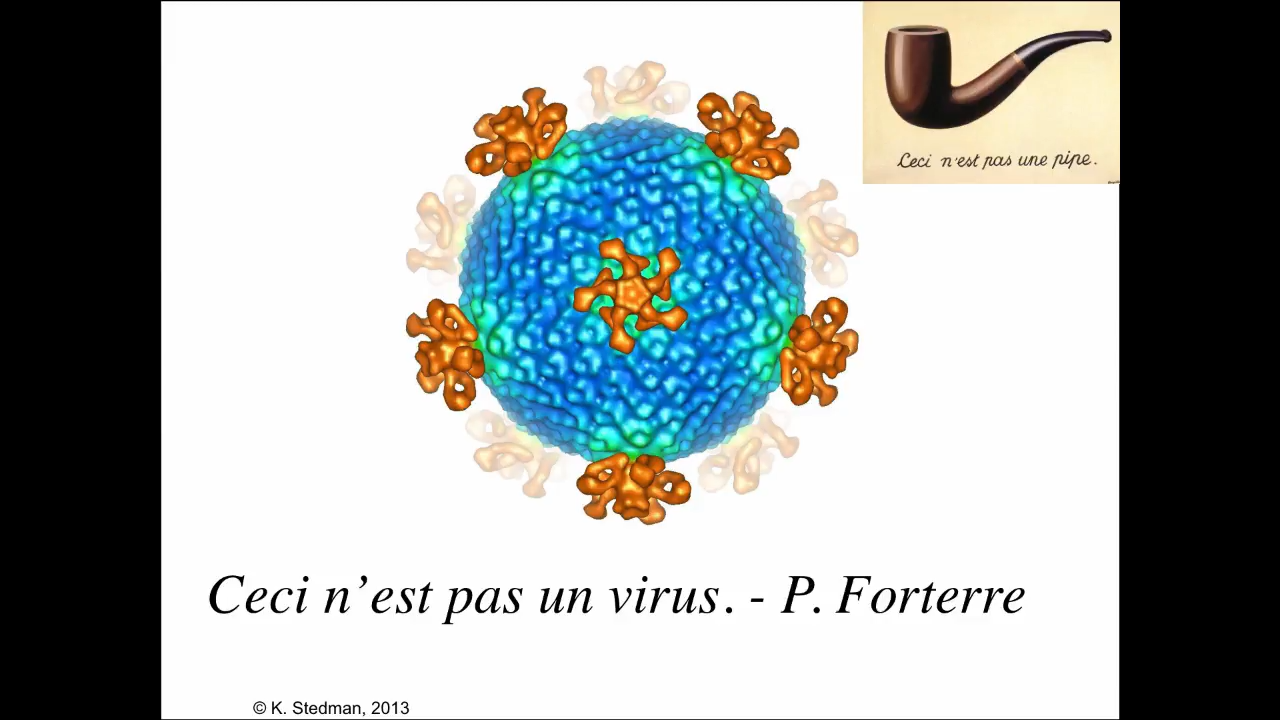 Ceci n'est pas une pipe.
Ceci n’est pas un virus. - P. Forterre
© K. Stedman, 2013